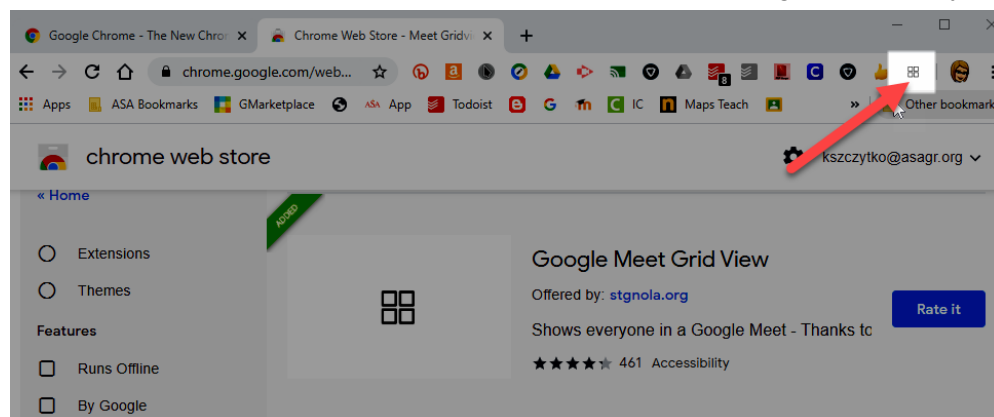 Google Chrome - The New Chror
Chrome Web Store - Meet Gridvi
chrome.google.com/web...
8
Apps
ASA Bookmarks
GMarketplace
ASA App
Todoist
IC
Maps Teach
»
Other bookmark
chrome web store
kszczytko@asagr.org
« Home
ADDED
Extensions
Themes
Features
Runs Offline
By Google
Google Meet Grid View
Offered by: stgnola.org
Rate it
Shows everyone in a Google Meet - Thanks to
461 Accessibility